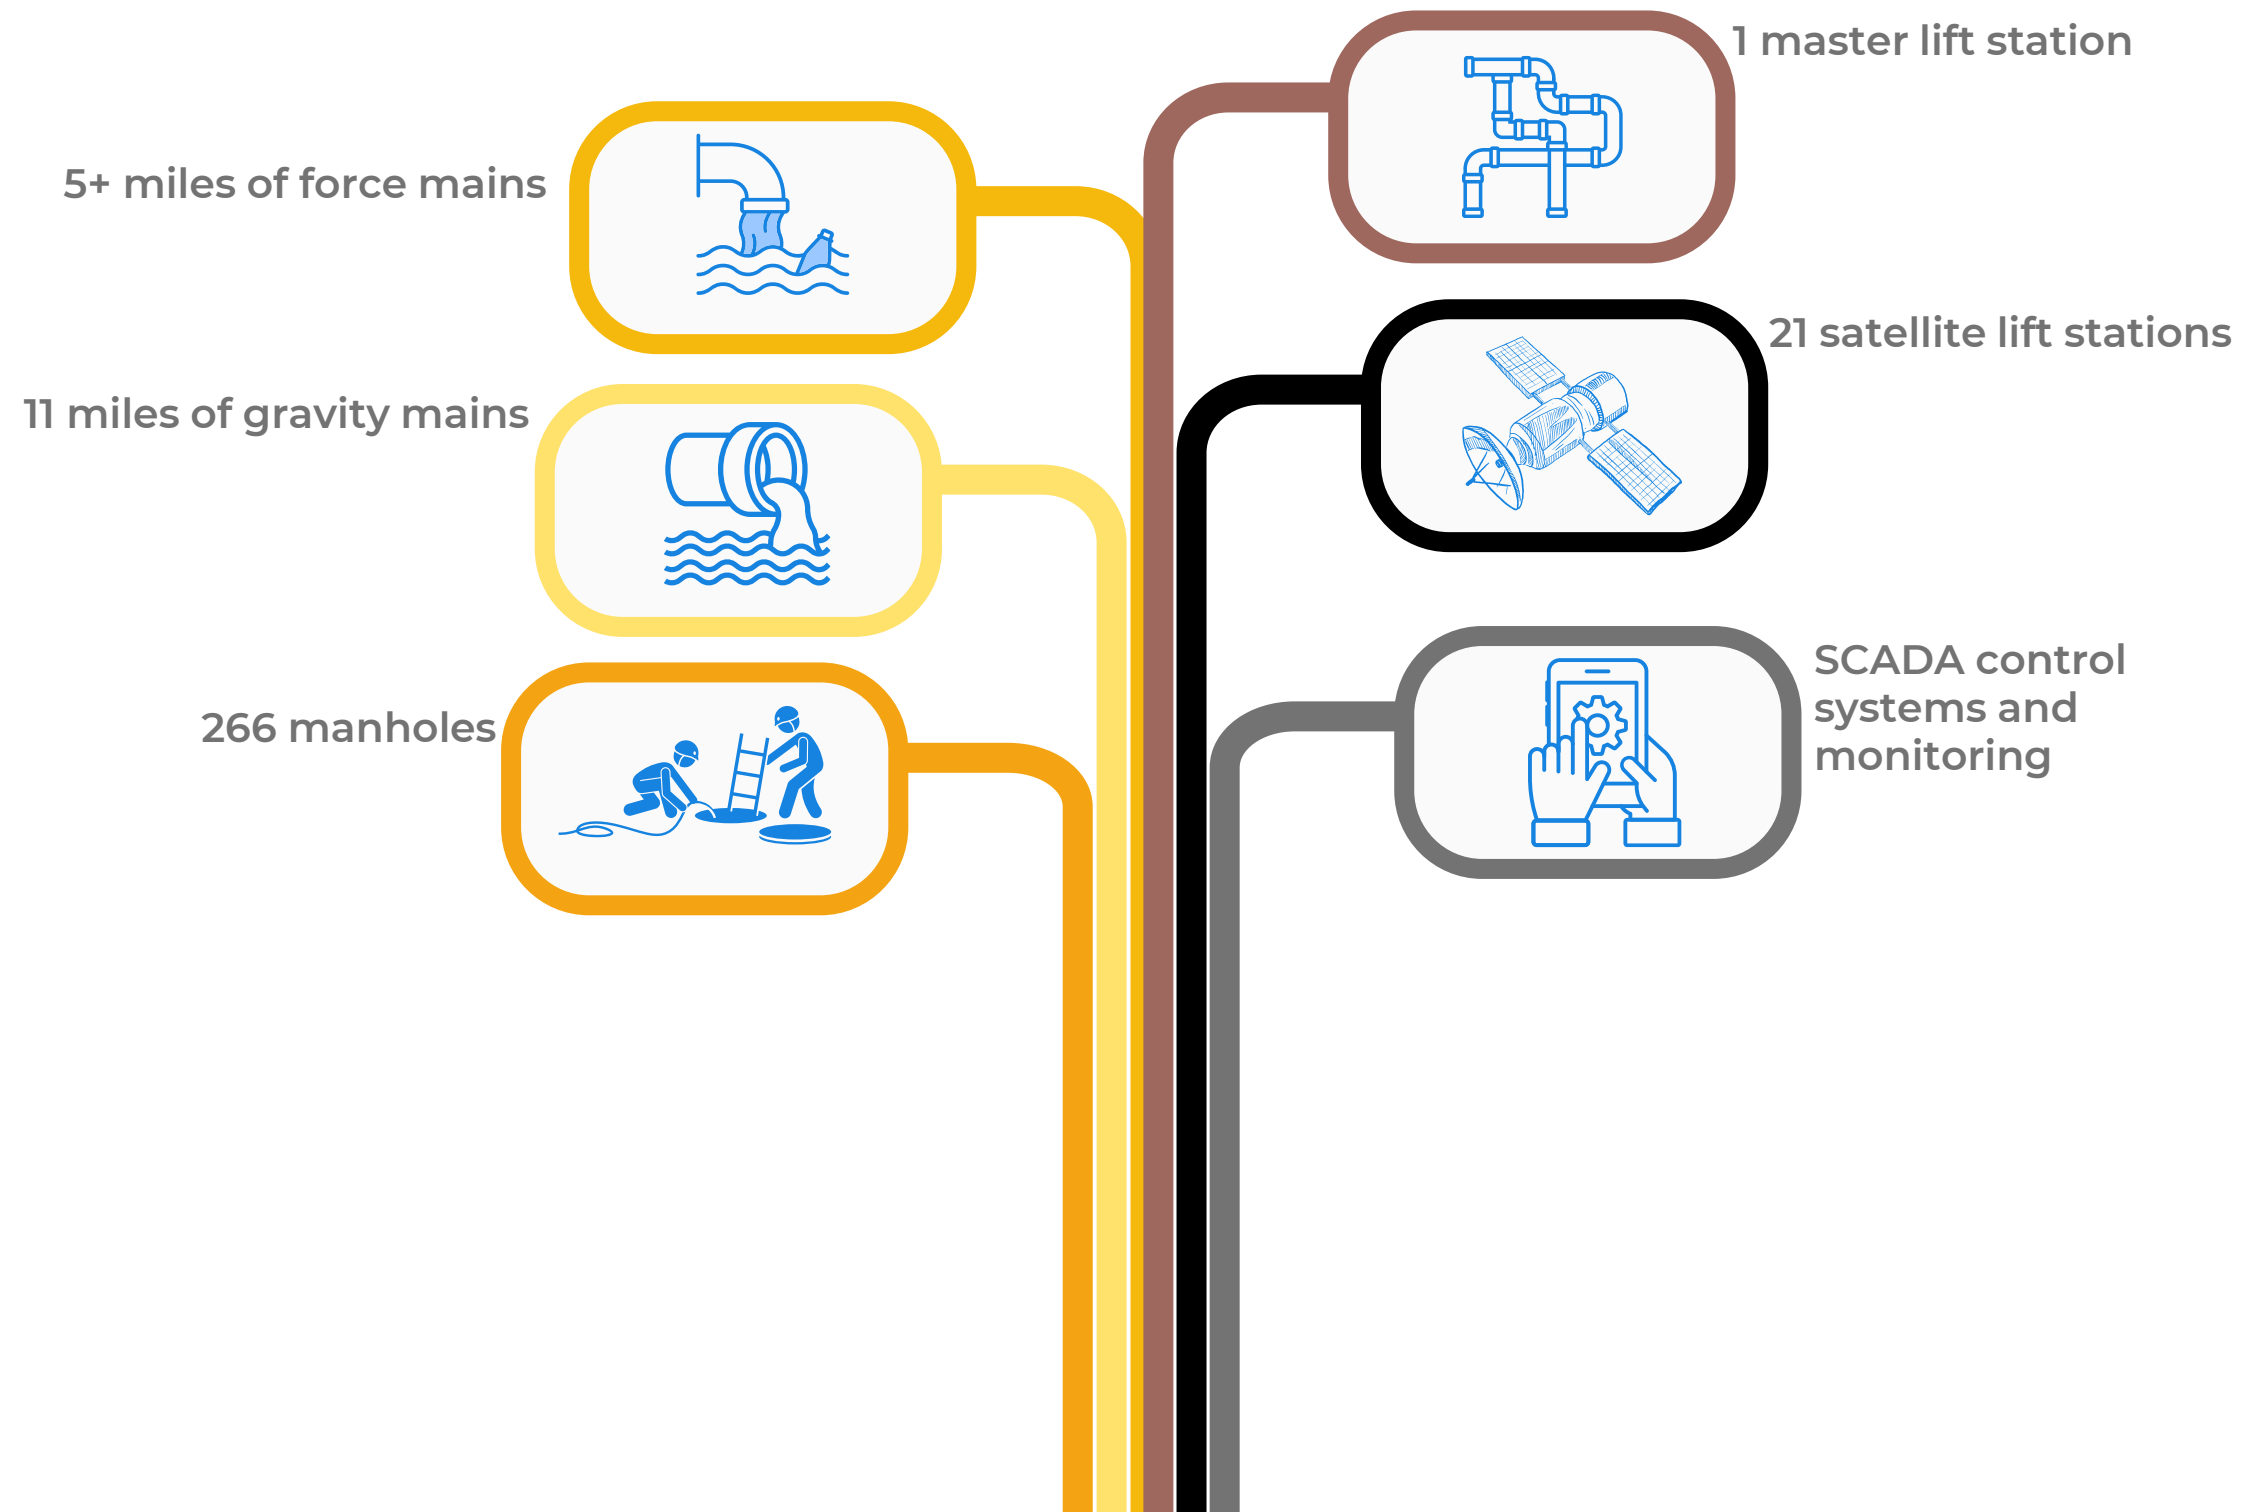 1 master lift station
5+ miles of force mains
21 satellite lift stations
11 miles of gravity mains
SCADA control
systems and
monitoring
266 manholes